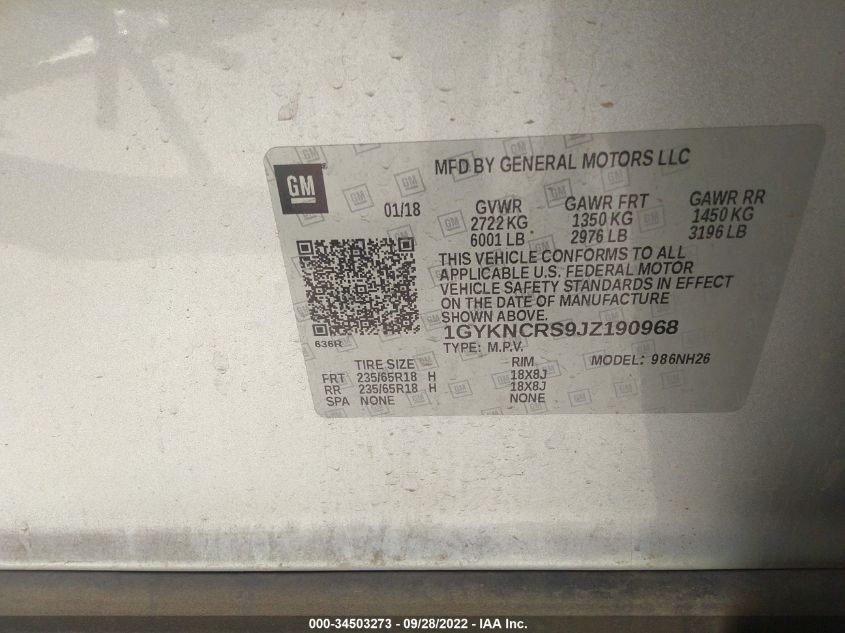 GM
MFD BY GENERAL MOTORS LLC
01/18
GVWR GAWR FRT GAWR RR
2722 KG 1350 KG 1450 KG
6001 LB 2976 LB 3196 LB
THIS VEHICLE CONFORMS TO ALL
APPLICABLE U.S. FEDERAL MOTOR
VEHICLE SAFETY STANDARDS IN EFFECT
ON THE DATE OF MANUFACTURE
SHOWN ABOVE.
1GYKNCRS9JZ190968
636R
TYPE: M.P.V.
MODEL: 986NH26
TIRE SIZE RIM
FRT 235/65R18 H 18X8J
RR 235/65R18 H 18X8J
SPA NONE NONE
000-34503273 - 09/28/2022 - IAA Inc.